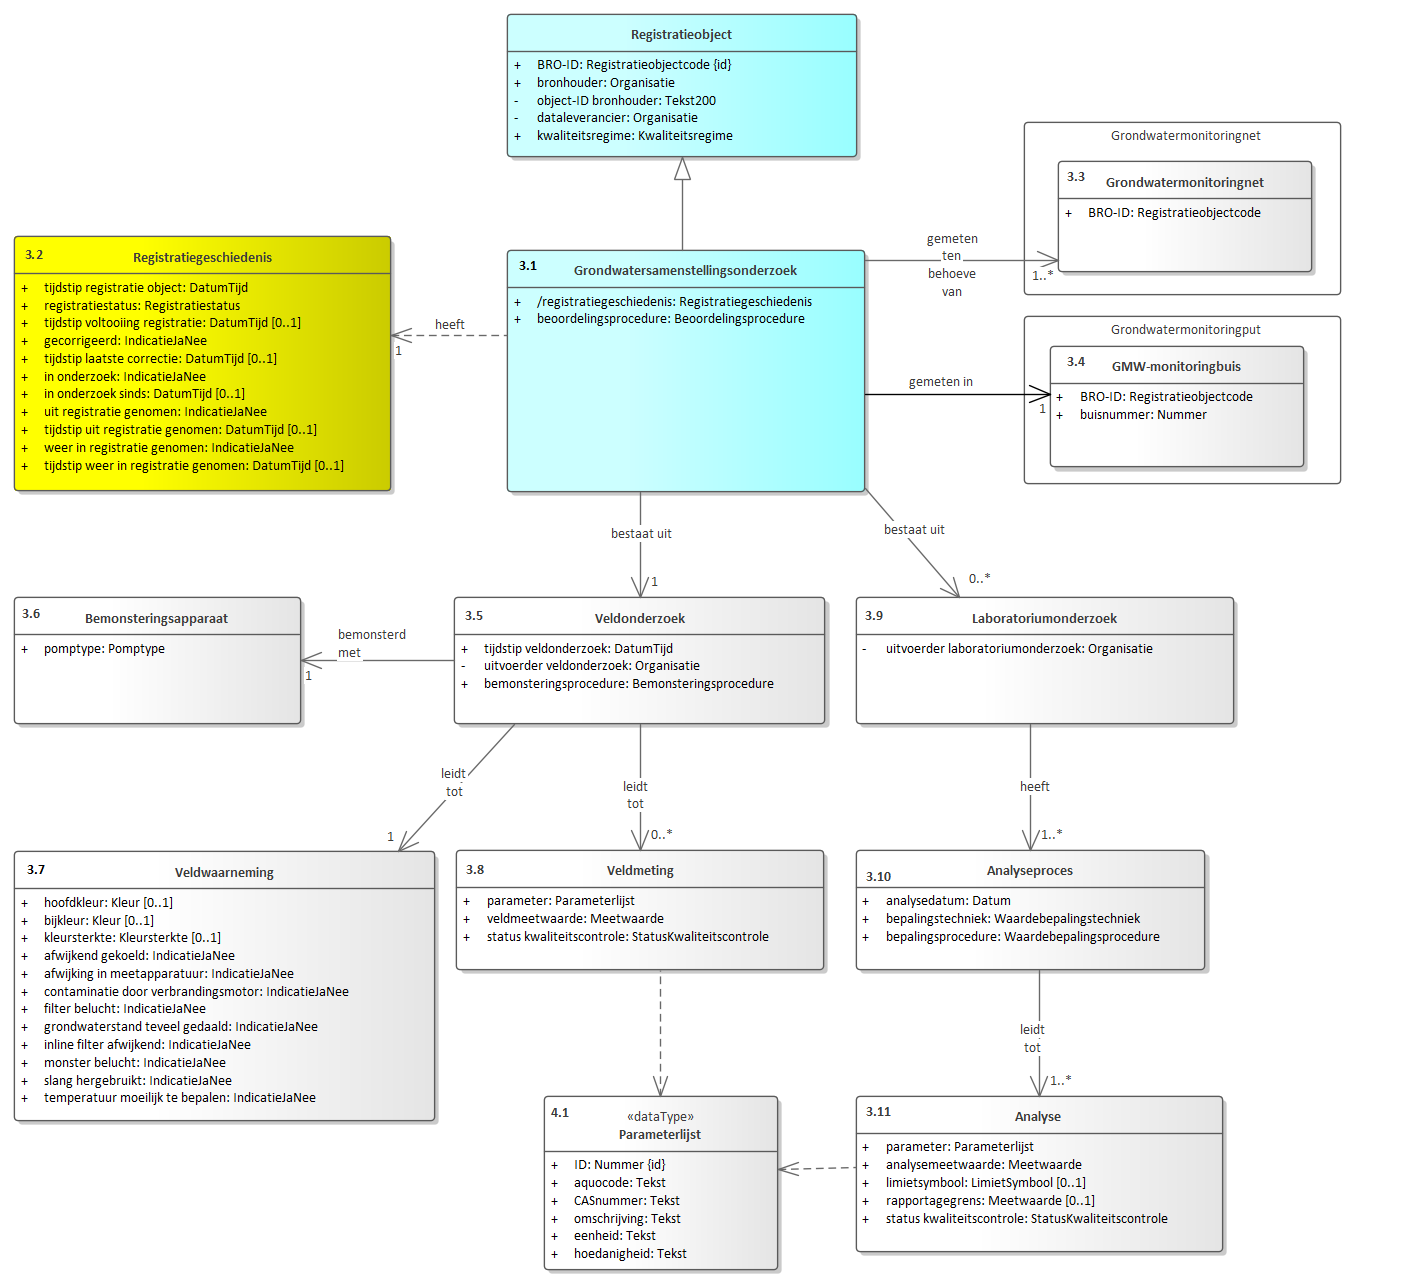 Registratieobject
+ BRO-ID: Registratieobjectcode {id}
+ bronhouder: Organisatie
- object-ID bronhouder: Tekst200
- dataleverancier: Organisatie
+ kwaliteitsregime: Kwaliteitsregime
Grondwatermonitoringnet
3.3 Grondwatermonitoringnet
+ BRO-ID: Registratieobjectcode
3.2 Registratiegeschiedenis
+ tijdstip registratie object: DatumTijd
+ registratiestatus: Registratiestatus
+ tijdstip voltooiing registratie: DatumTijd [0..1]
+ gecorrigeerd: IndicatieJaNee
+ tijdstip laatste correctie: DatumTijd [0..1]
+ in onderzoek: IndicatieJaNee
+ in onderzoek sinds: DatumTijd [0..1]
+ uit registratie genomen: IndicatieJaNee
+ tijdstip uit registratie genomen: DatumTijd [0..1]
+ weer in registratie genomen: IndicatieJaNee
+ tijdstip weer in registratie genomen: DatumTijd [0..1]
heeft
1
3.1 Grondwatersamenstellingsonderzoek
+ /registratiegeschiedenis: Registratiegeschiedenis
+ beoordelingsprocedure: Beoordelingsprocedure
gemeten
ten
behoeve
van
1..*
Grondwatermonitoringput
3.4 GMW-monitoringbuis
+ BRO-ID: Registratieobjectcode
+ buisnummer: Nummer
gemeten in
1
bestaat uit
1
bestaat uit
0..*
3.6 Bemonsteringsapparaat
+ pomptype: Pomptype
bemonsterd
met
1
3.5 Veldonderzoek
+ tijdstip veldonderzoek: DatumTijd
- uitvoerder veldonderzoek: Organisatie
+ bemonsteringsprocedure: Bemonsteringsprocedure
3.9 Laboratoriumonderzoek
- uitvoerder laboratoriumonderzoek: Organisatie
leidt
tot
1
leidt
tot
0..*
heeft
1..*
3.7 Veldwaarneming
+ hoofdkleur: Kleur [0..1]
+ bijkleur: Kleur [0..1]
+ kleursterkte: Kleursterkte [0..1]
+ afwijkend gekoeld: IndicatieJaNee
+ afwijking in meetapparatuur: IndicatieJaNee
+ contaminatie door verbrandingsmotor: IndicatieJaNee
+ filter belucht: IndicatieJaNee
+ grondwaterstand teveel gedaald: IndicatieJaNee
+ inline filter afwijkend: IndicatieJaNee
+ monster belucht: IndicatieJaNee
+ slang hergebruikt: IndicatieJaNee
+ temperatuur moeilijk te bepalen: IndicatieJaNee
3.8 Veldmeting
+ parameter: Parameterlijst
+ veldmeetwaarde: Meetwaarde
+ status kwaliteitscontrole: StatusKwaliteitscontrole
3.10 Analyseproces
+ analysedatum: Datum
+ bepalingstechniek: Waardebepalingstechniek
+ bepalingsprocedure: Waardebepalingsprocedure
leidt
tot
1..*
4.1 «dataType»
Parameterlijst
+ ID: Nummer {id}
+ aquocode: Tekst
+ CASnummer: Tekst
+ omschrijving: Tekst
+ eenheid: Tekst
+ hoedanigheid: Tekst
3.11 Analyse
+ parameter: Parameterlijst
+ analysemeetwaarde: Meetwaarde
+ limietsymbool: LimietSymbool [0..1]
+ rapportagegrens: Meetwaarde [0..1]
+ status kwaliteitscontrole: StatusKwaliteitscontrole